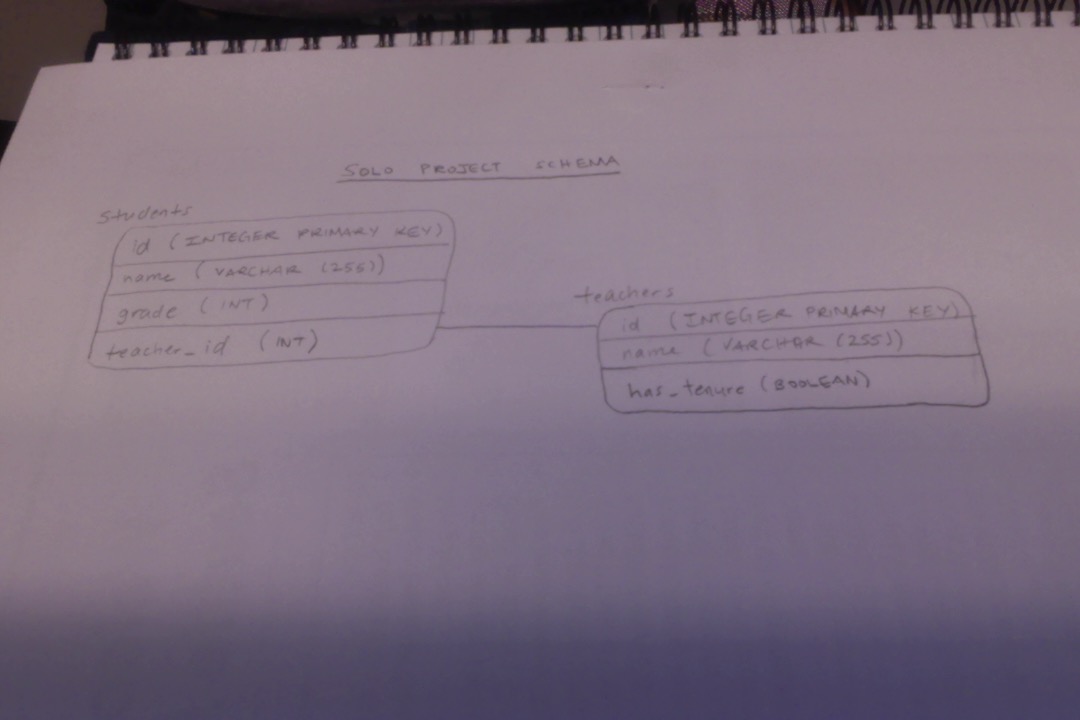 SOLO PROJECT SCHEMA
students
id (INTEGER PRIMARY KEY)
name (VARCHAR (255))
grade (INT)
teacher_id (INT)
teachers
id (INTEGER PRIMARY KEY)
name (VARCHAR (255))
has_tenure (BOOLEAN)